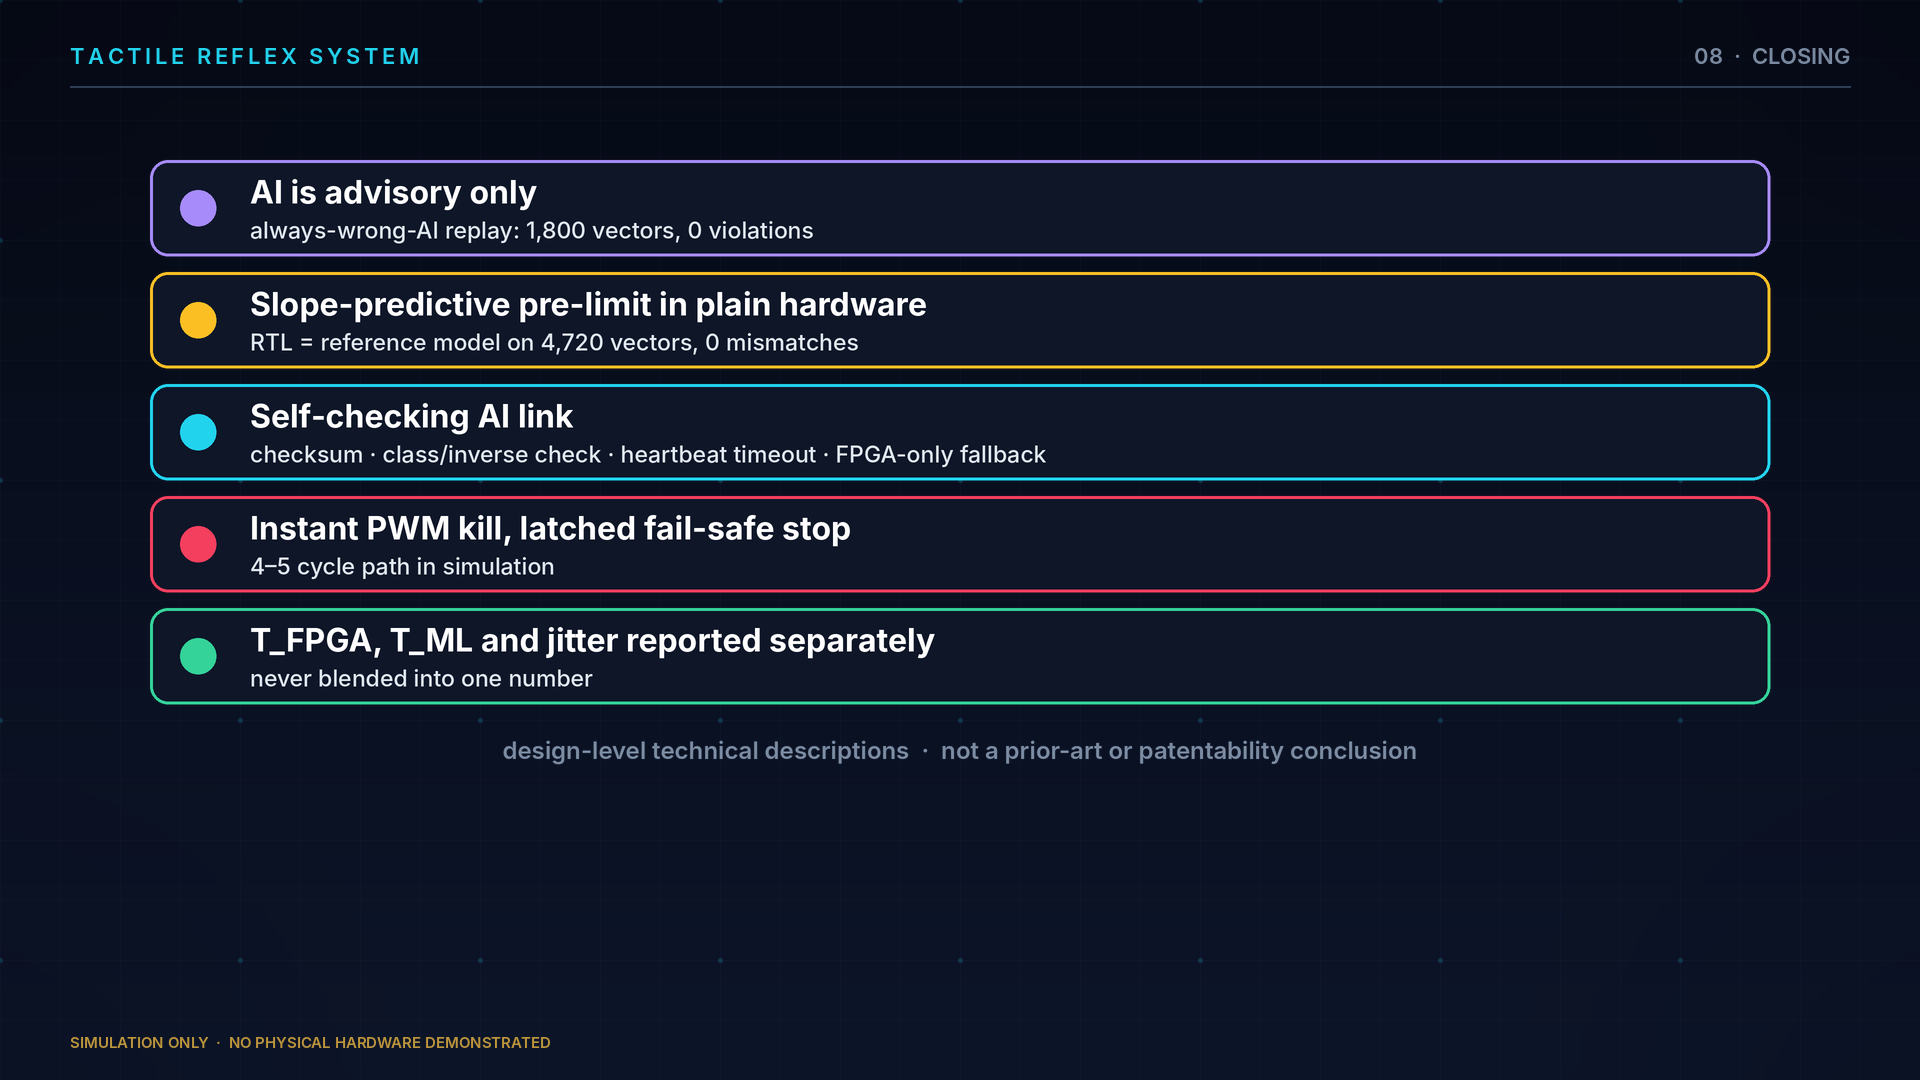 TACTILE REFLEX SYSTEM
08 · CLOSING
AI is advisory only
always-wrong-AI replay: 1,800 vectors, 0 violations
Slope-predictive pre-limit in plain hardware
RTL = reference model on 4,720 vectors, 0 mismatches
Self-checking AI link
checksum · class/inverse check · heartbeat timeout · FPGA-only fallback
Instant PWM kill, latched fail-safe stop
4–5 cycle path in simulation
T_FPGA, T_ML and jitter reported separately
never blended into one number
design-level technical descriptions · not a prior-art or patentability conclusion
SIMULATION ONLY · NO PHYSICAL HARDWARE DEMONSTRATED